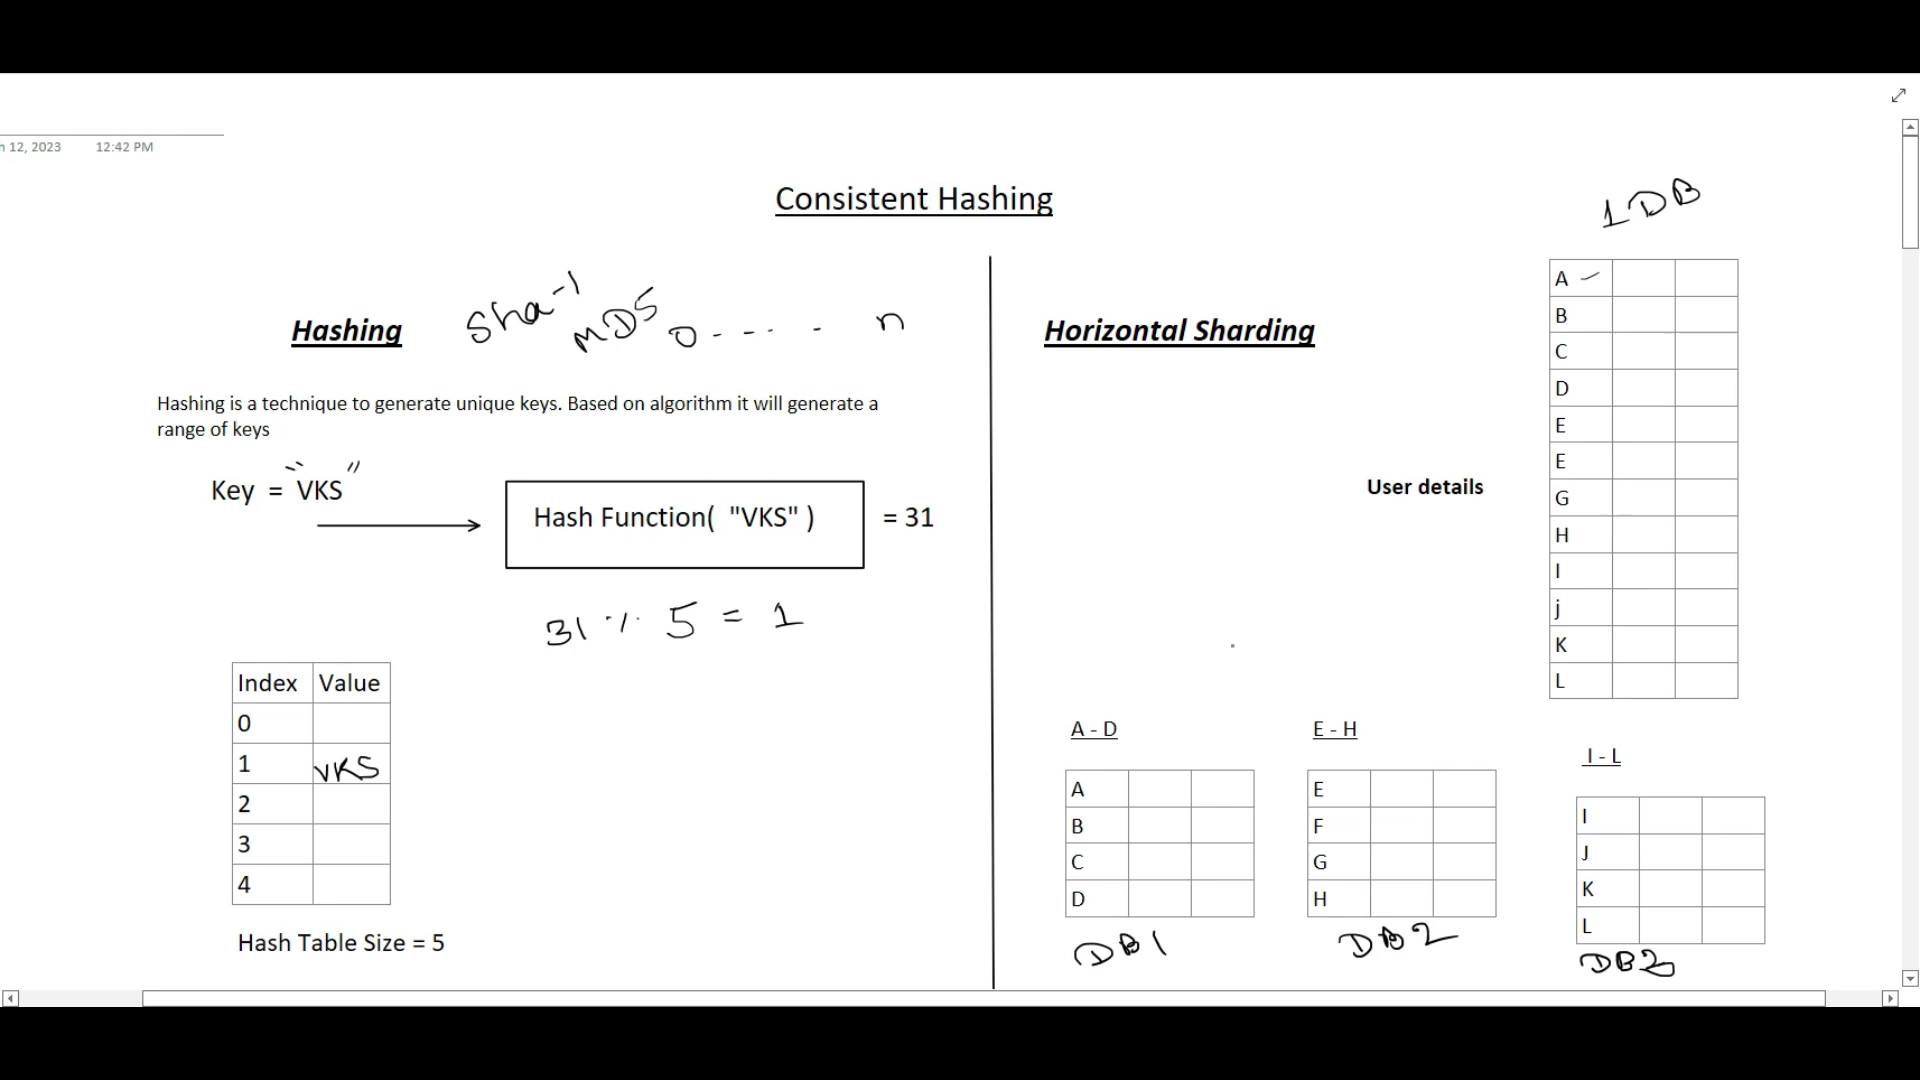 12, 2023 12:42 PM
Consistent Hashing
Hashing
Sha-1
MD5
0 - - - - n
Hashing is a technique to generate unique keys. Based on algorithm it will generate a
range of keys
Key = "VKS"
Hash Function( "VKS" ) = 31
31 % 5 = 1
Index Value
0
1 VKS
2
3
4
Hash Table Size = 5
Horizontal Sharding
User details
1 DB
A
B
C
D
E
E
G
H
I
j
K
L
A - D
A
B
C
D
DB1
E - H
E
F
G
H
DB2
I - L
I
J
K
L